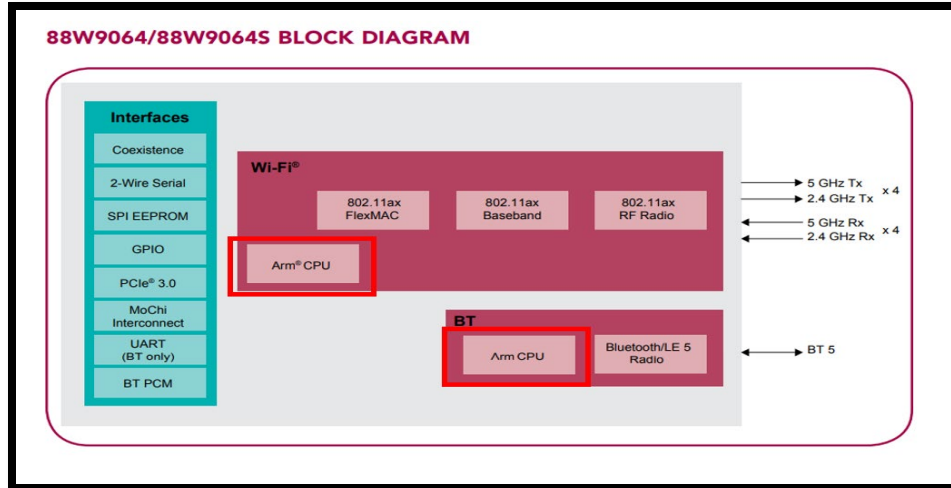 88W9064/88W9064S BLOCK DIAGRAM
Interfaces
Coexistence
2-Wire Serial
SPI EEPROM
GPIO
PCIe® 3.0
MoChi
Interconnect
UART
(BT only)
BT PCM
Wi-Fi®
802.11ax
FlexMAC
802.11ax
Baseband
802.11ax
RF Radio
Arm® CPU
BT
Arm CPU
Bluetooth/LE 5
Radio
5 GHz Tx
2.4 GHz Tx
x 4
5 GHz Rx
2.4 GHz Rx
x 4
BT 5